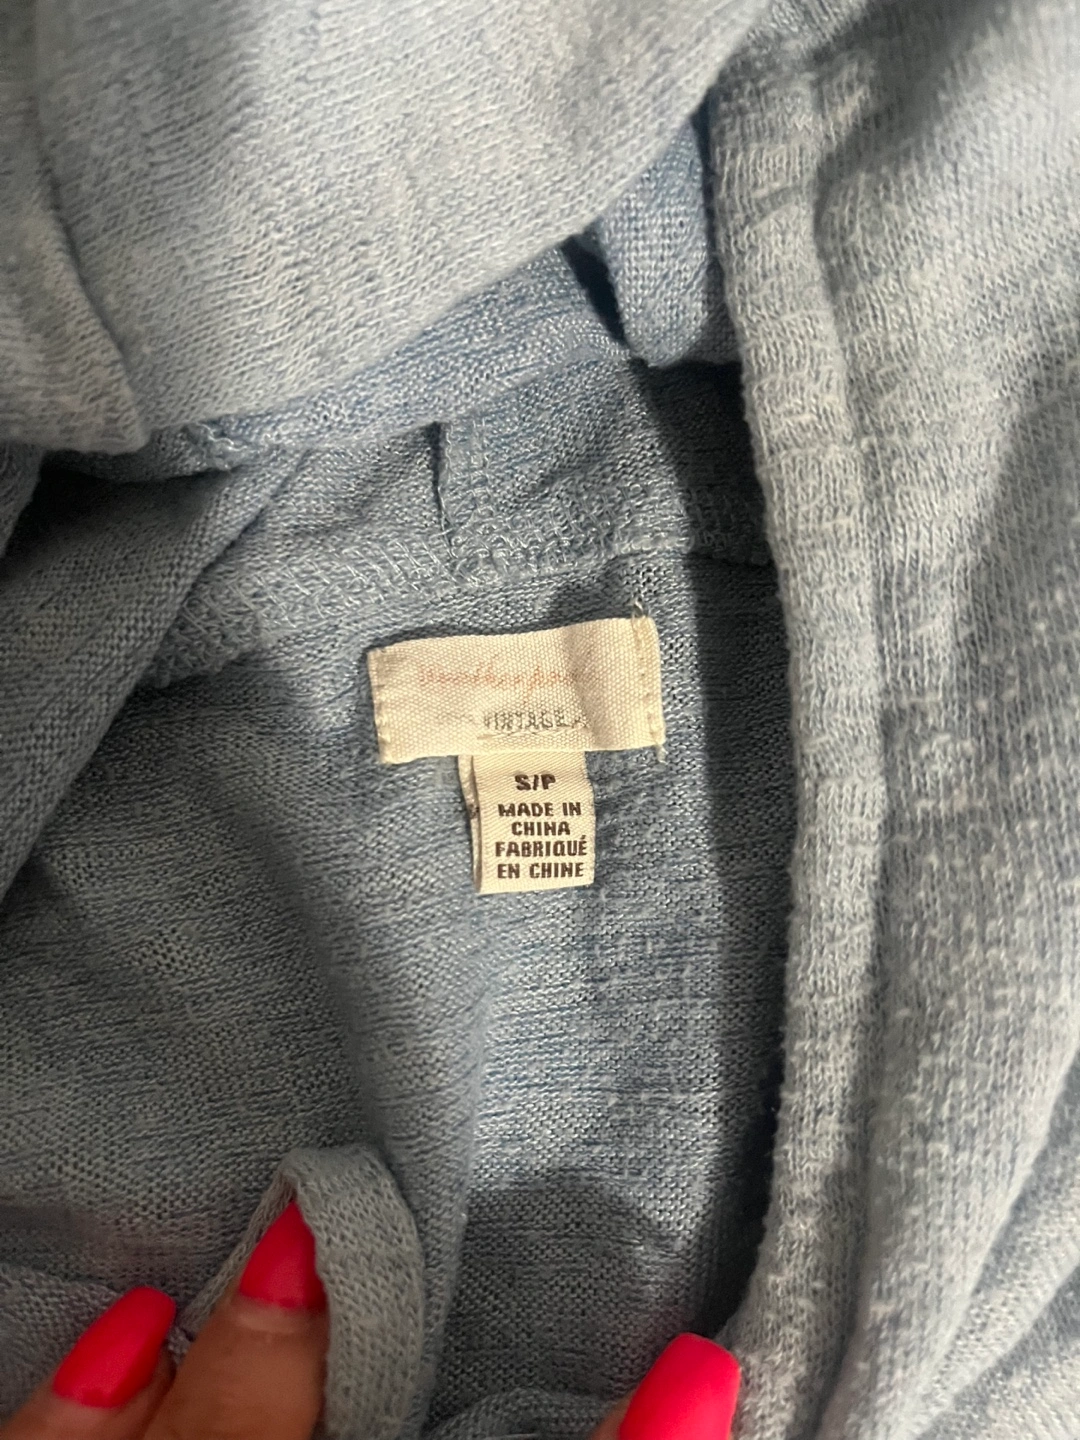 VINTAGE
S/P
MADE IN
CHINA
FABRIQUÉ
EN CHINE